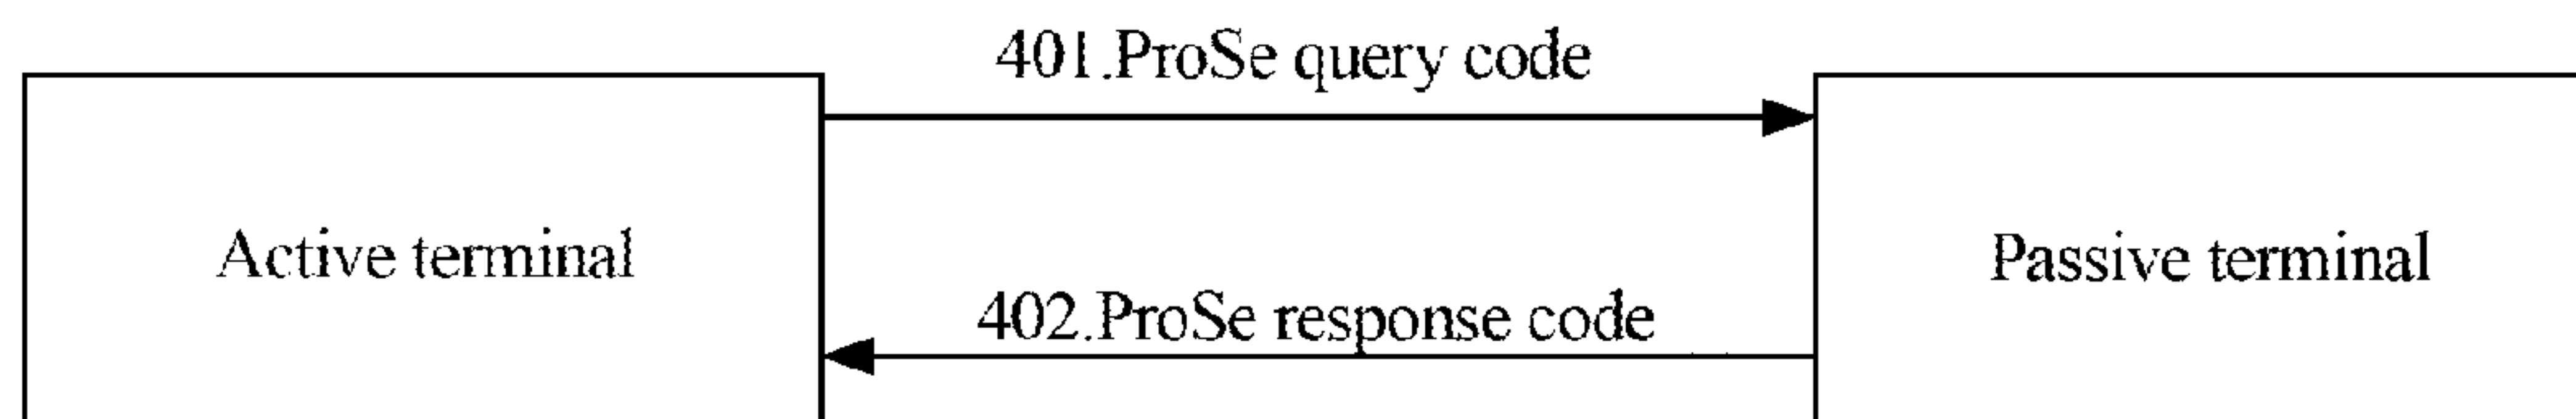 401.ProSe query code
Active terminal
Passive terminal
402.ProSe response code